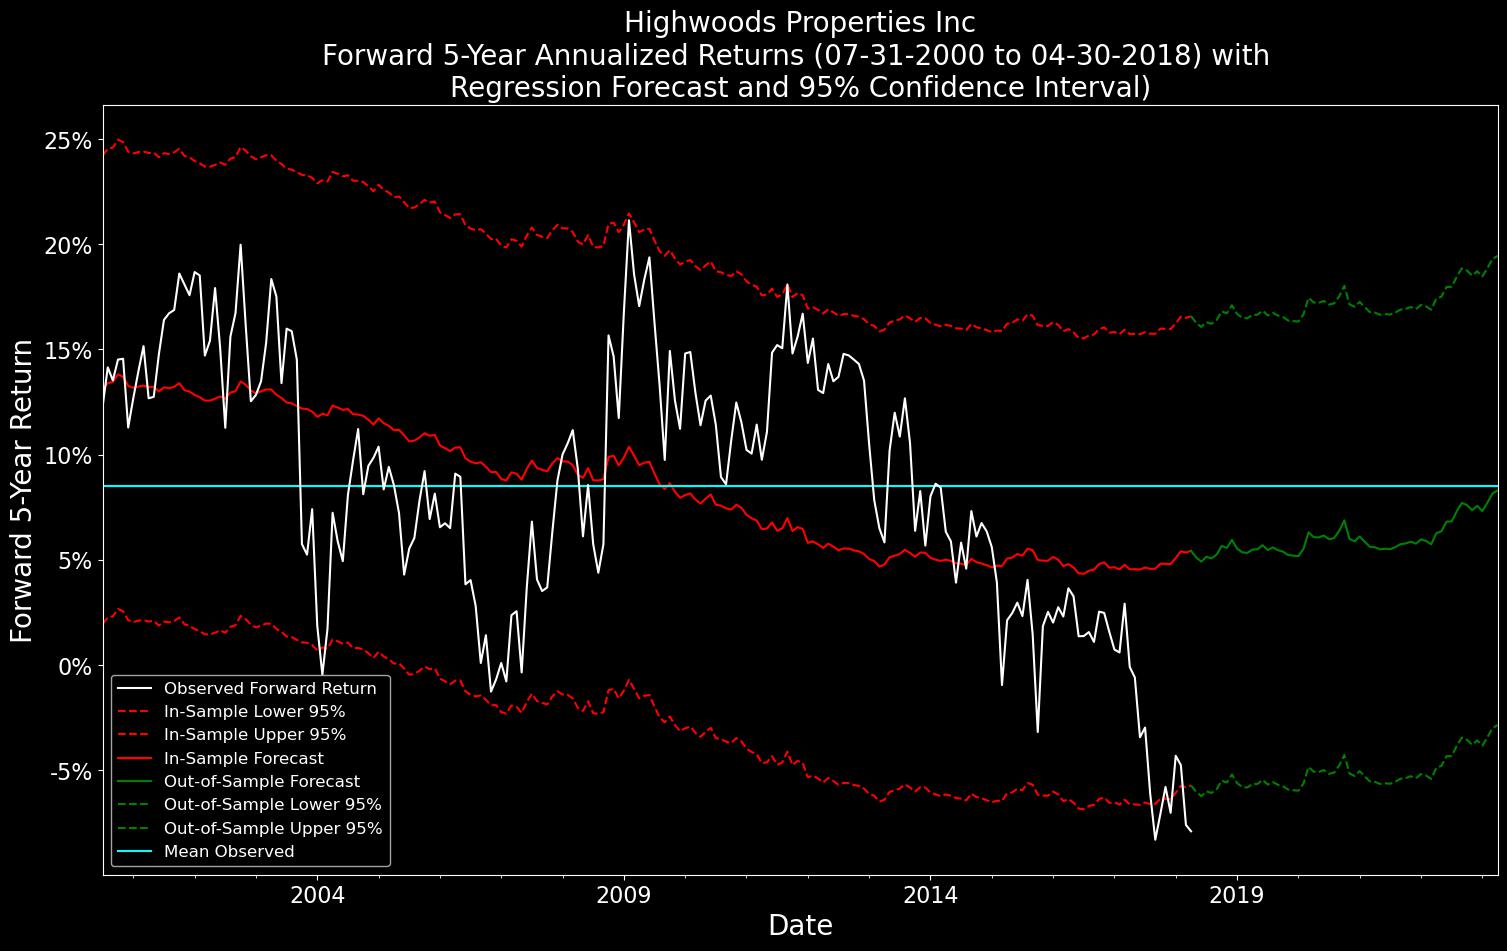 Highwoods Properties Inc
Forward 5-Year Annualized Returns (07-31-2000 to 04-30-2018) with
Regression Forecast and 95% Confidence Interval)
Forward 5-Year Return
25%
20%
15%
10%
5%
0%
-5%
Observed Forward Return
In-Sample Lower 95%
In-Sample Upper 95%
In-Sample Forecast
Out-of-Sample Forecast
Out-of-Sample Lower 95%
Out-of-Sample Upper 95%
Mean Observed
2004
2009
2014
2019
Date